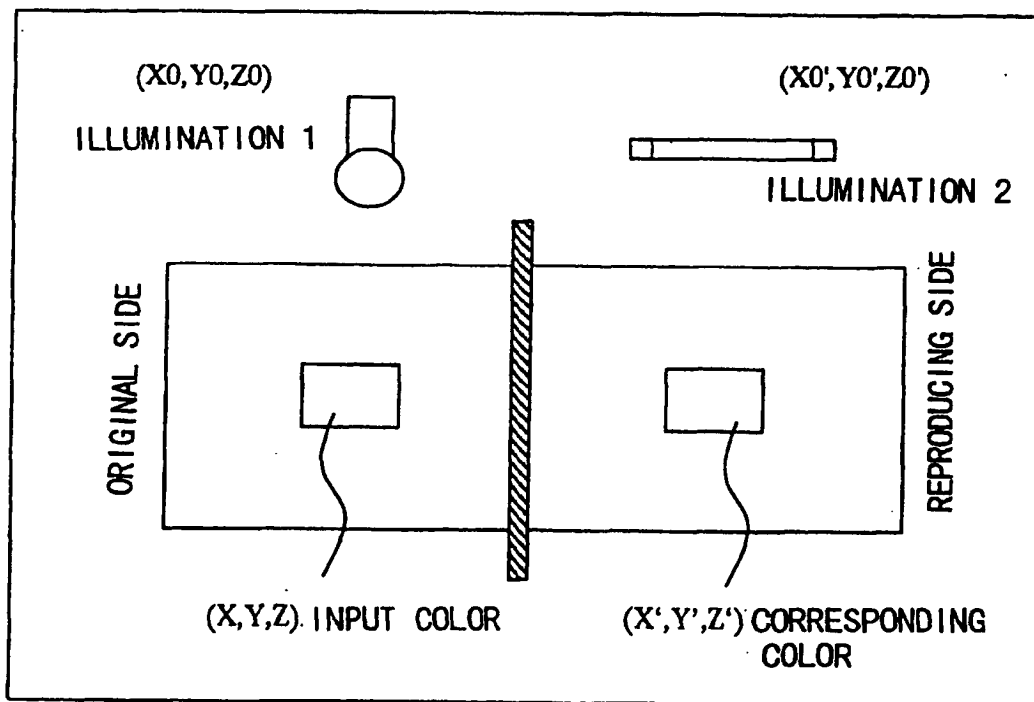 (X0,Y0,Z0)
ILLUMINATION 1
(X0',Y0',Z0')
ILLUMINATION 2
ORIGINAL SIDE
REPRODUCING SIDE
(X,Y,Z). INPUT COLOR
(X',Y',Z') CORRESPONDING
COLOR